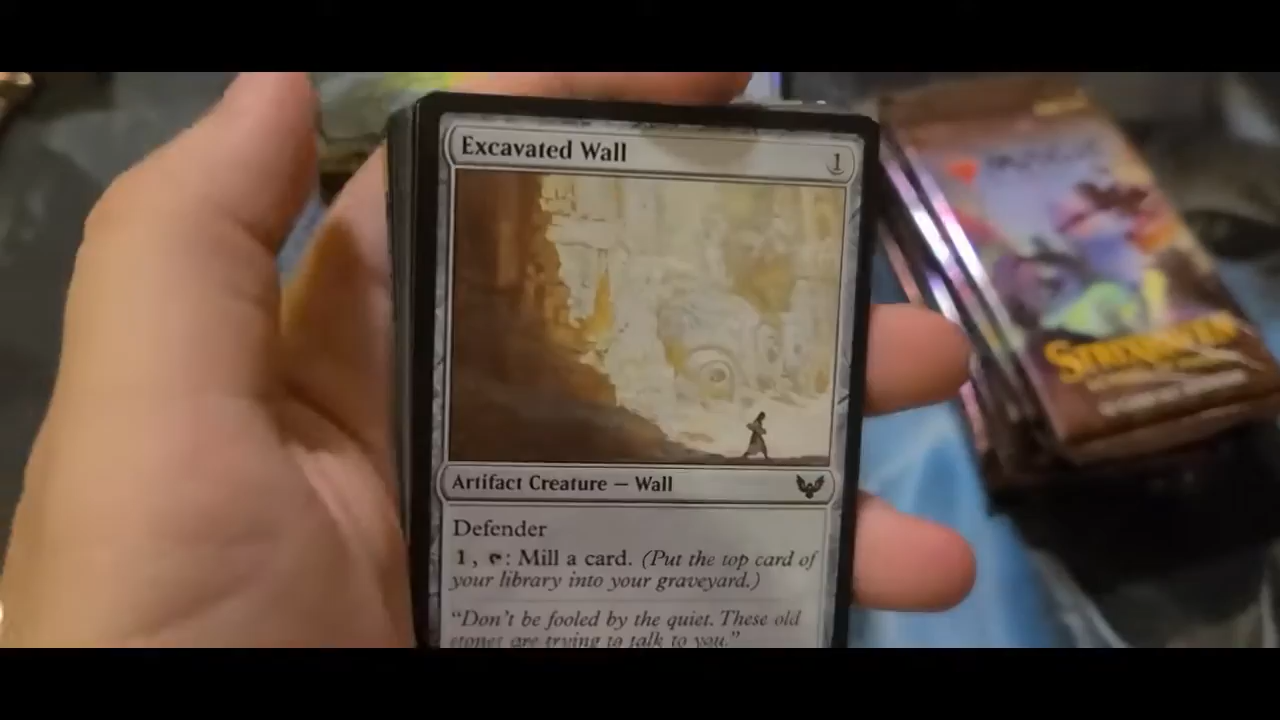 Excavated Wall
1
Artifact Creature — Wall
Defender
1, T: Mill a card. (Put the top card of
your library into your graveyard.)
"Don't be fooled by the quiet. These old
stones are trying to talk to you."
STRIXHAVEN